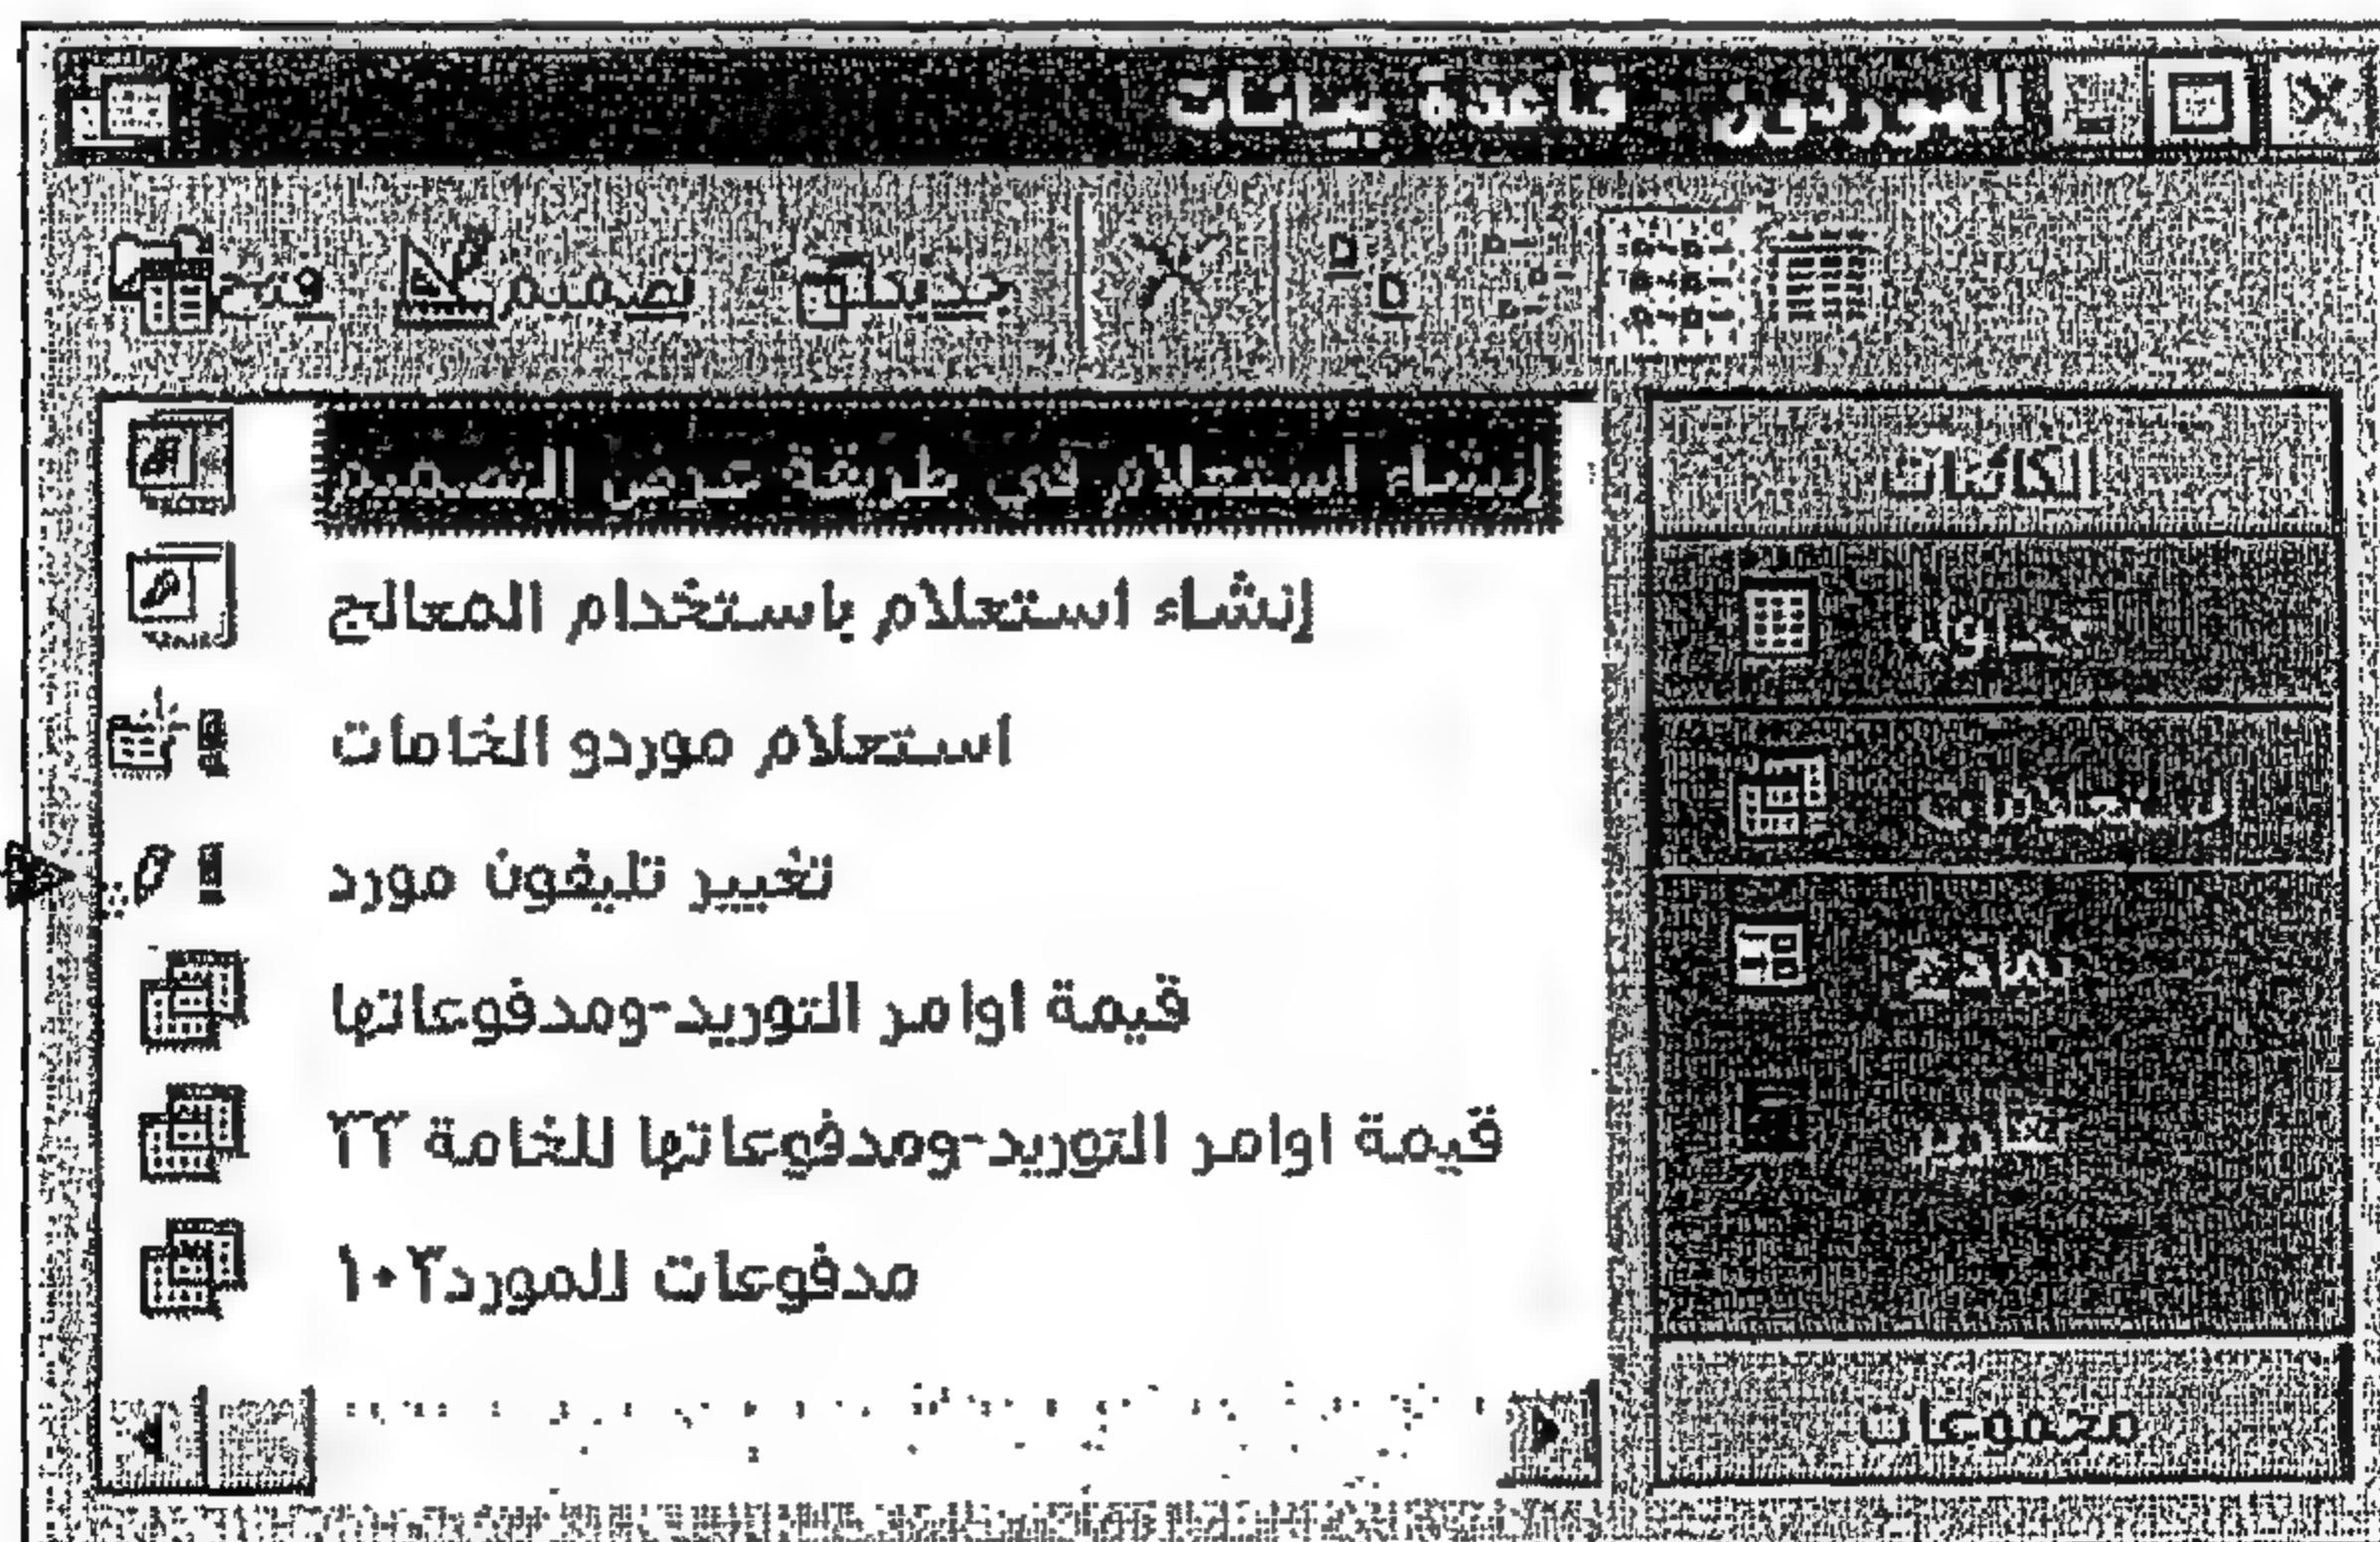 الموردين قاعدة بيانات
فتح تصميم جديد
الكائنات
جداول
استعلامات
نماذج
مجموعات
إنشاء استعلام في طريقة عرض التصميم
إنشاء استعلام باستخدام المعالج
استعلام موردو الخامات
تغيير تليفون مورد
قيمة اوامر التوريد-ومدفوعاتها
قيمة اوامر التوريد-ومدفوعاتها للخامة ٢٢
مدفوعات للمورد١٠٢